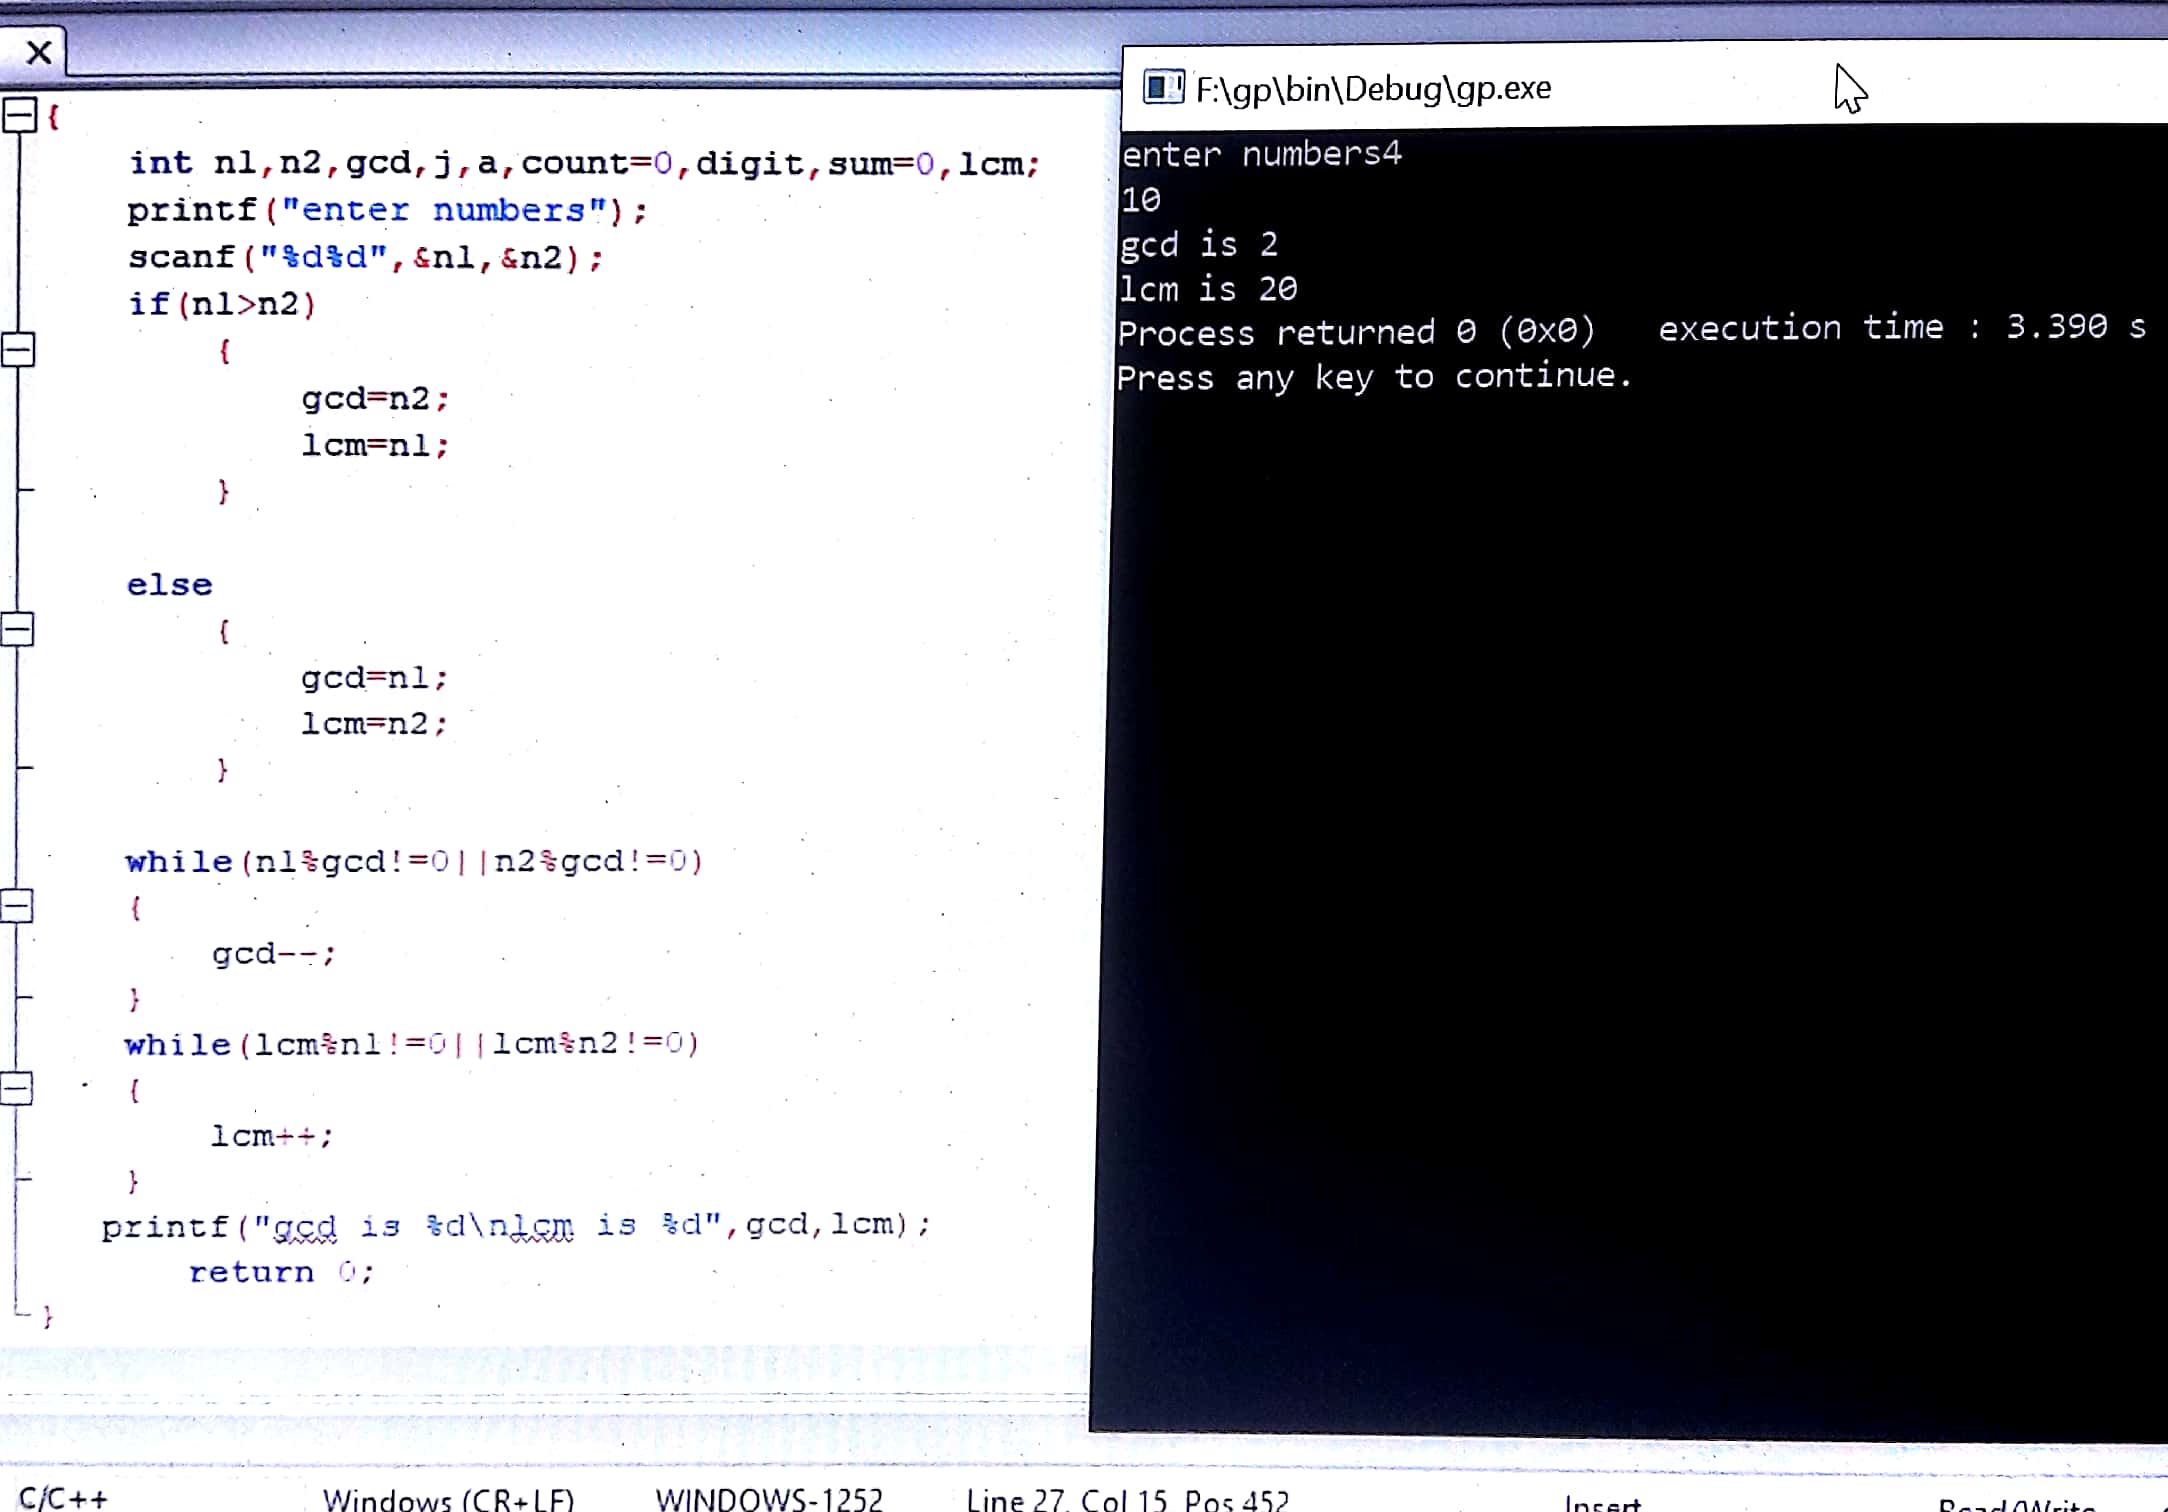 {
int n1,n2,gcd,j,a,count=0,digit,sum=0,lcm;
printf("enter numbers");
scanf("%d%d",&n1,&n2);
if(n1>n2)
{
gcd=n2;
lcm=n1;
}
else
{
gcd=n1;
lcm=n2;
}
while(n1%gcd!=0||n2%gcd!=0)
{
gcd--;
}
while(lcm%n1!=0||lcm%n2!=0)
{
lcm++;
}
printf("gcd is %d\nlcm is %d",gcd,lcm);
return 0;
}
F:\gp\bin\Debug\gp.exe
enter numbers4
10
gcd is 2
lcm is 20
Process returned 0 (0x0)   execution time : 3.390 s
Press any key to continue.
C/C++ Windows (CR+LF) WINDOWS-1252 Line 27, Col 15, Pos 452 Insert Read/Write